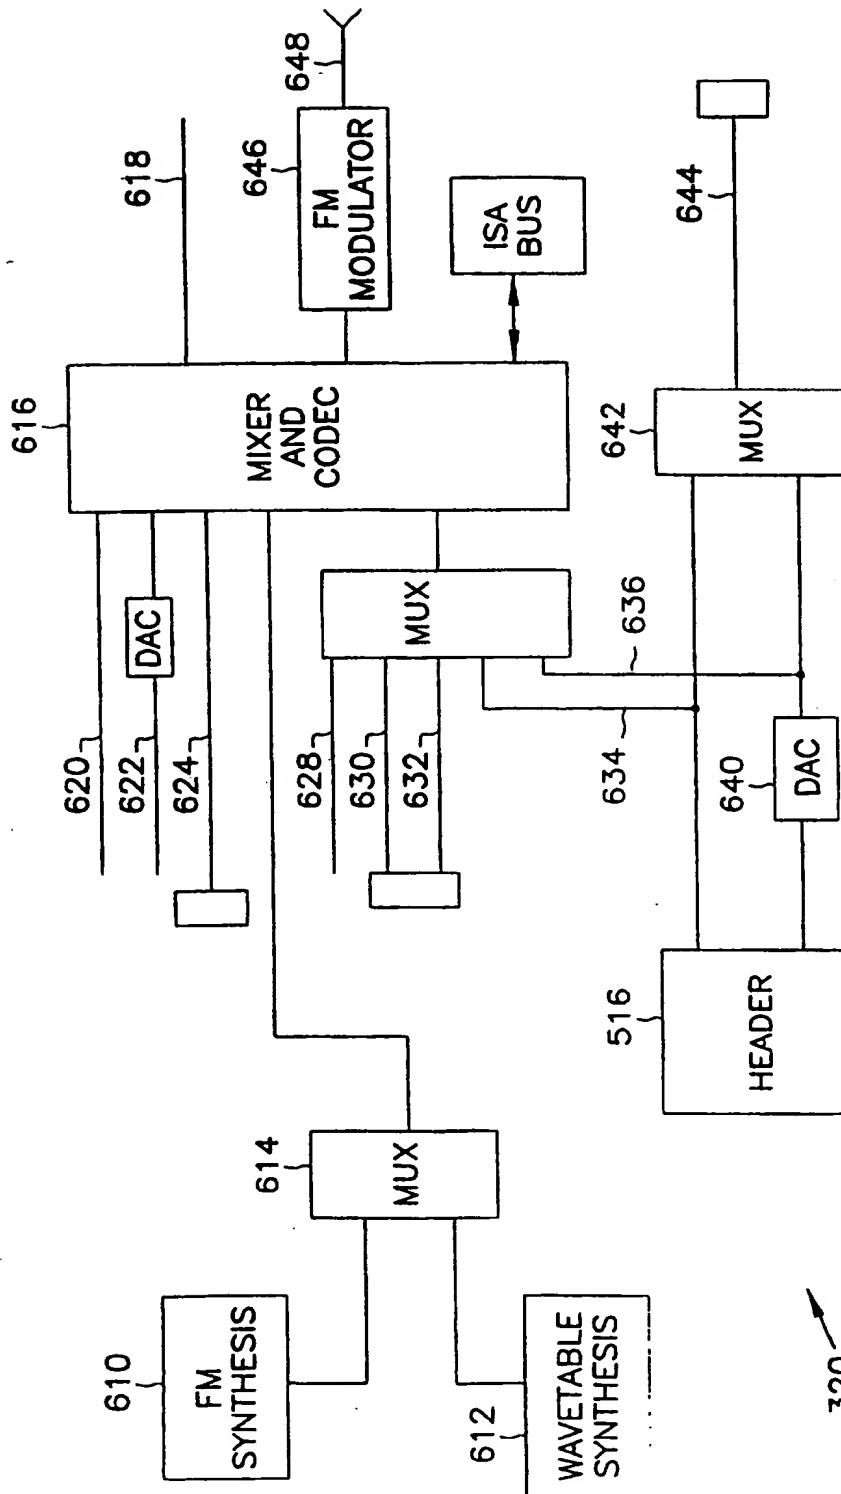 610
FM
SYNTHESIS
612
WAVETABLE
SYNTHESIS
614
MUX
616
MIXER
AND
CODEC
618
620
622
DAC
624
628
630
632
MUX
634
636
646
FM
MODULATOR
648
ISA
BUS
516
HEADER
640
DAC
642
MUX
644
320